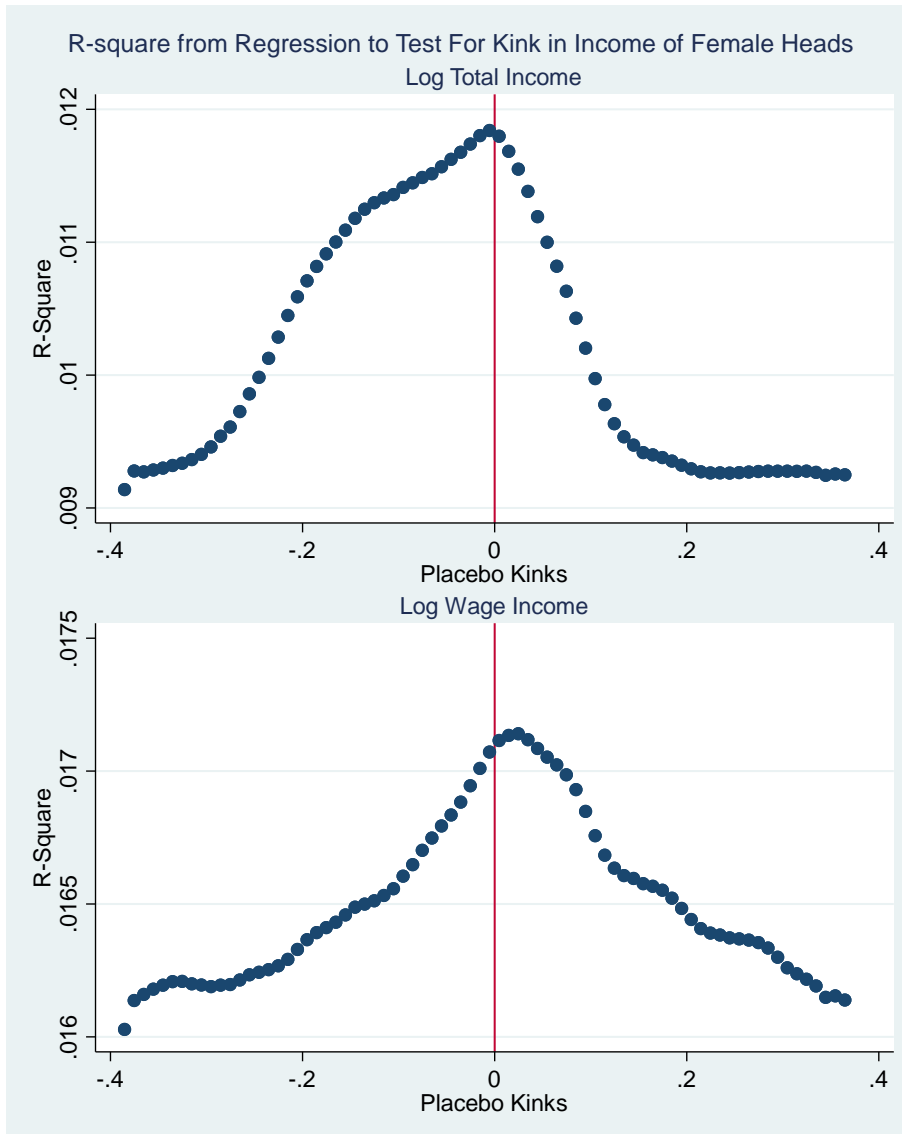 R-square from Regression to Test For Kink in Income of Female Heads
Log Total Income
R-Square
.012
.011
.01
.009
-.4 -.2 0 .2 .4
Placebo Kinks
Log Wage Income
R-Square
.0175
.017
.0165
.016
-.4 -.2 0 .2 .4
Placebo Kinks